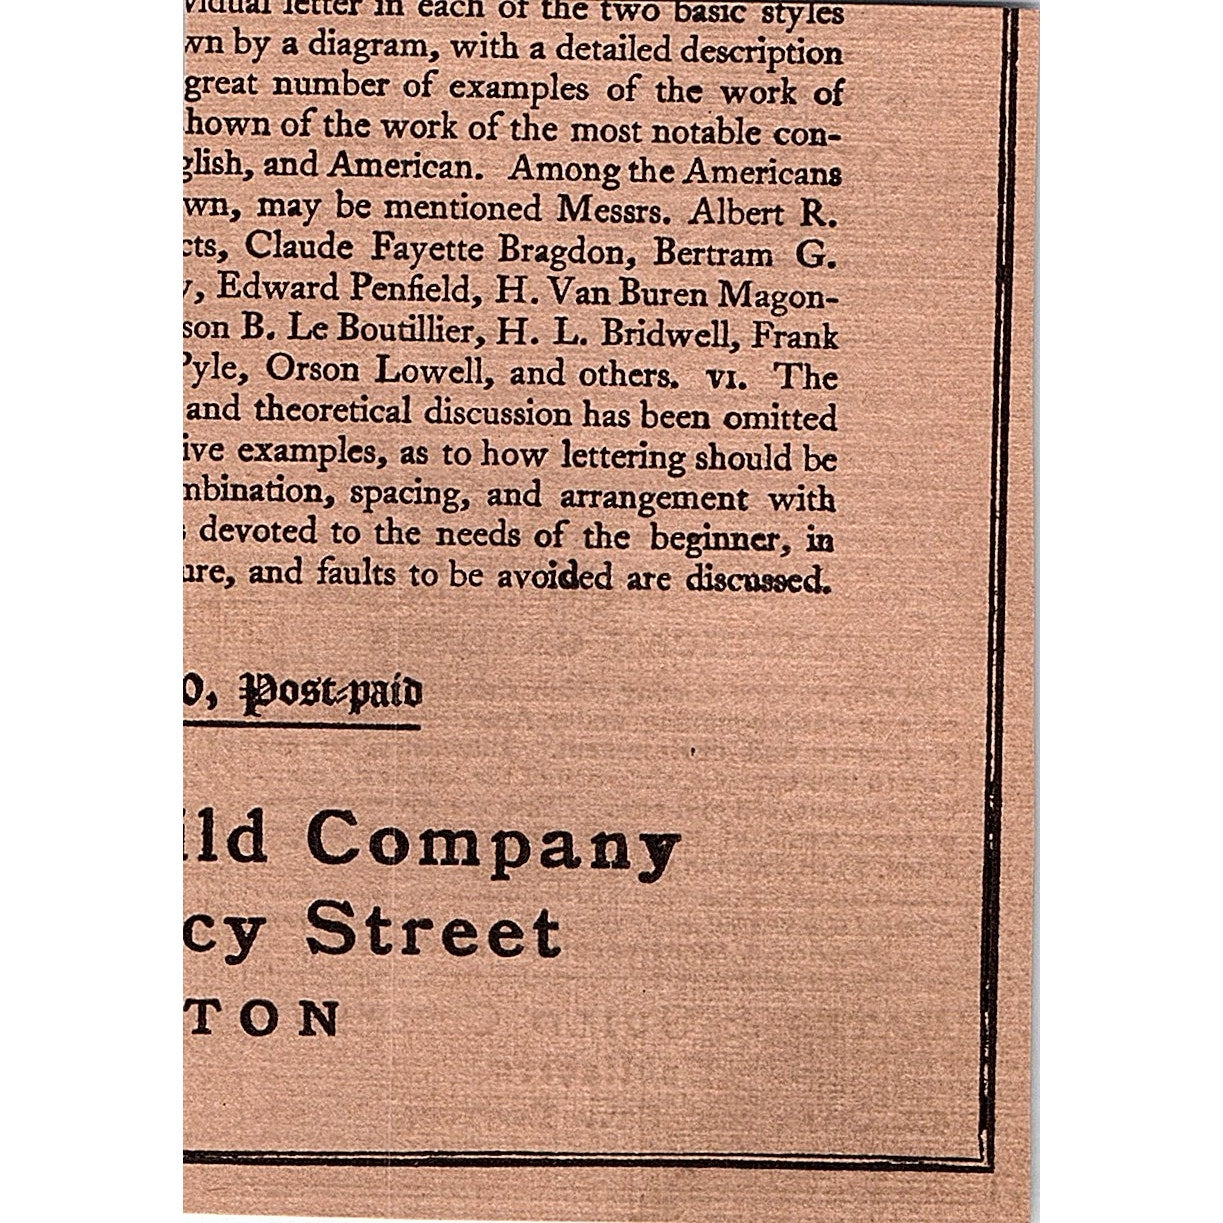 vidual letter in each of the two basic styles
wn by a diagram, with a detailed description
great number of examples of the work of
hown of the work of the most notable con-
glish, and American. Among the Americans
wn, may be mentioned Messrs. Albert R.
cts, Claude Fayette Bragdon, Bertram G.
, Edward Penfield, H. Van Buren Magon-
son B. Le Boutillier, H. L. Bridwell, Frank
Pyle, Orson Lowell, and others. VI. The
and theoretical discussion has been omitted
ive examples, as to how lettering should be
mbination, spacing, and arrangement with
devoted to the needs of the beginner, in
ure, and faults to be avoided are discussed.
0, Post-paid
ild Company
cy Street
TON